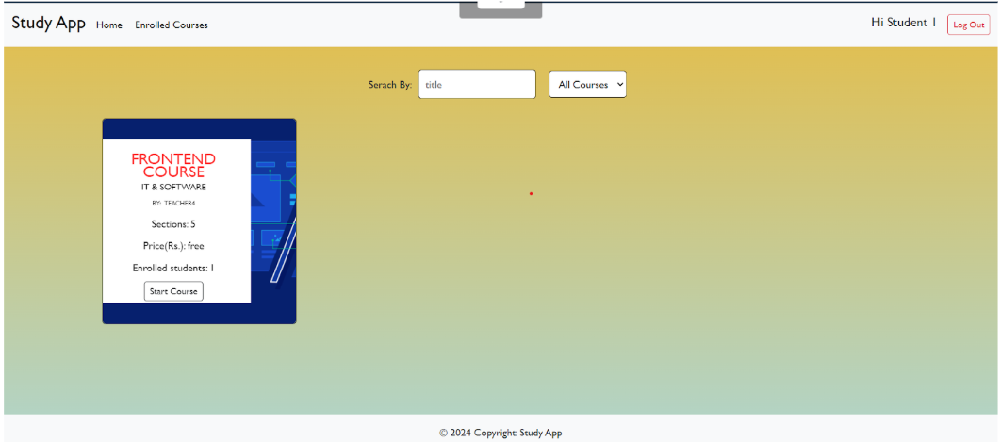 Study App Home Enrolled Courses Hi Student 1 Log Out
Serach By: title All Courses
FRONTEND
COURSE
IT & SOFTWARE
BY: TEACHER4
Sections: 5
Price(Rs.): free
Enrolled students: 1
Start Course
© 2024 Copyright: Study App